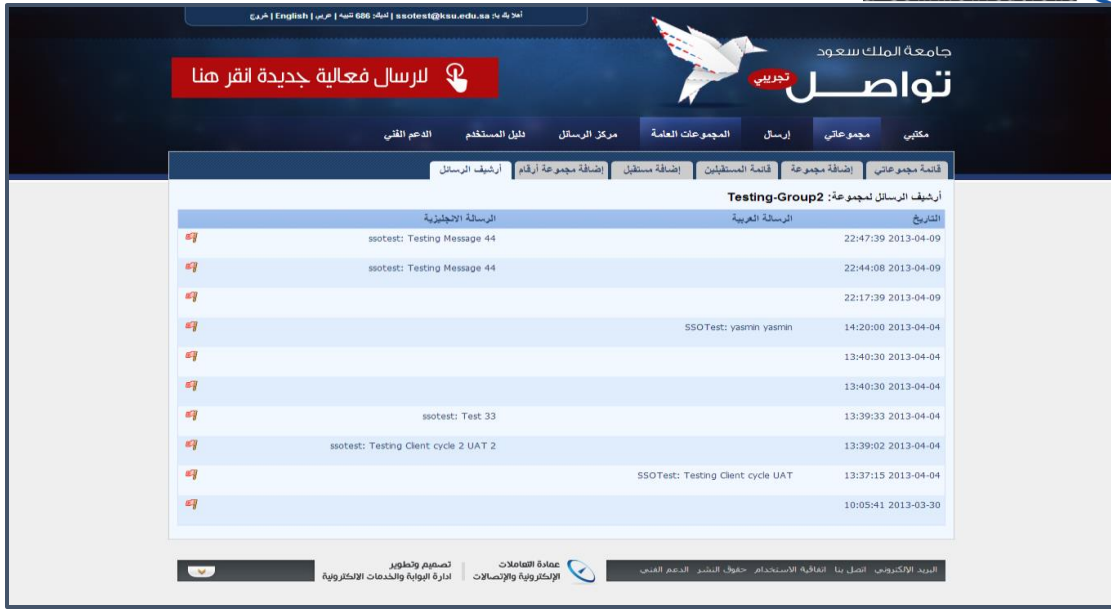 أهلا بك يا: ssotest@ksu.edu.sa | لديك: 686 تنبيه | عربي | English | خروج
جامعة الملك سعود
تواصل
تجريبي
للرسال فعالية جديدة انقر هنا
مكتبي مجموعاتي إرسال المجموعات العامة مركز الرسائل دليل المستخدم الدعم الفني
قائمة مجموعاتي إضافة مجموعة قائمة المستقبلين إضافة مستقبل إضافة مجموعة أرقام أرشيف الرسائل
أرشيف الرسائل لمجموعة: Testing-Group2
التاريخ الرسالة العربية الرسالة الانجليزية
22:47:39 2013-04-09 ssotest: Testing Message 44
22:44:08 2013-04-09 ssotest: Testing Message 44
22:17:39 2013-04-09
14:20:00 2013-04-04 SSOTest: yasmin yasmin
13:40:30 2013-04-04
13:40:30 2013-04-04
13:39:33 2013-04-04 ssotest: Test 33
13:39:02 2013-04-04 ssotest: Testing Client cycle 2 UAT 2
13:37:15 2013-04-04 SSOTest: Testing Client cycle UAT
10:05:41 2013-03-30
البريد الإلكتروني اتصل بنا اتفاقية الاستخدام حقوق النشر الدعم الفني
عمادة التعاملات
الإلكترونية والإتصالات
تصميم وتطوير
ادارة البوابة والخدمات الالكترونية